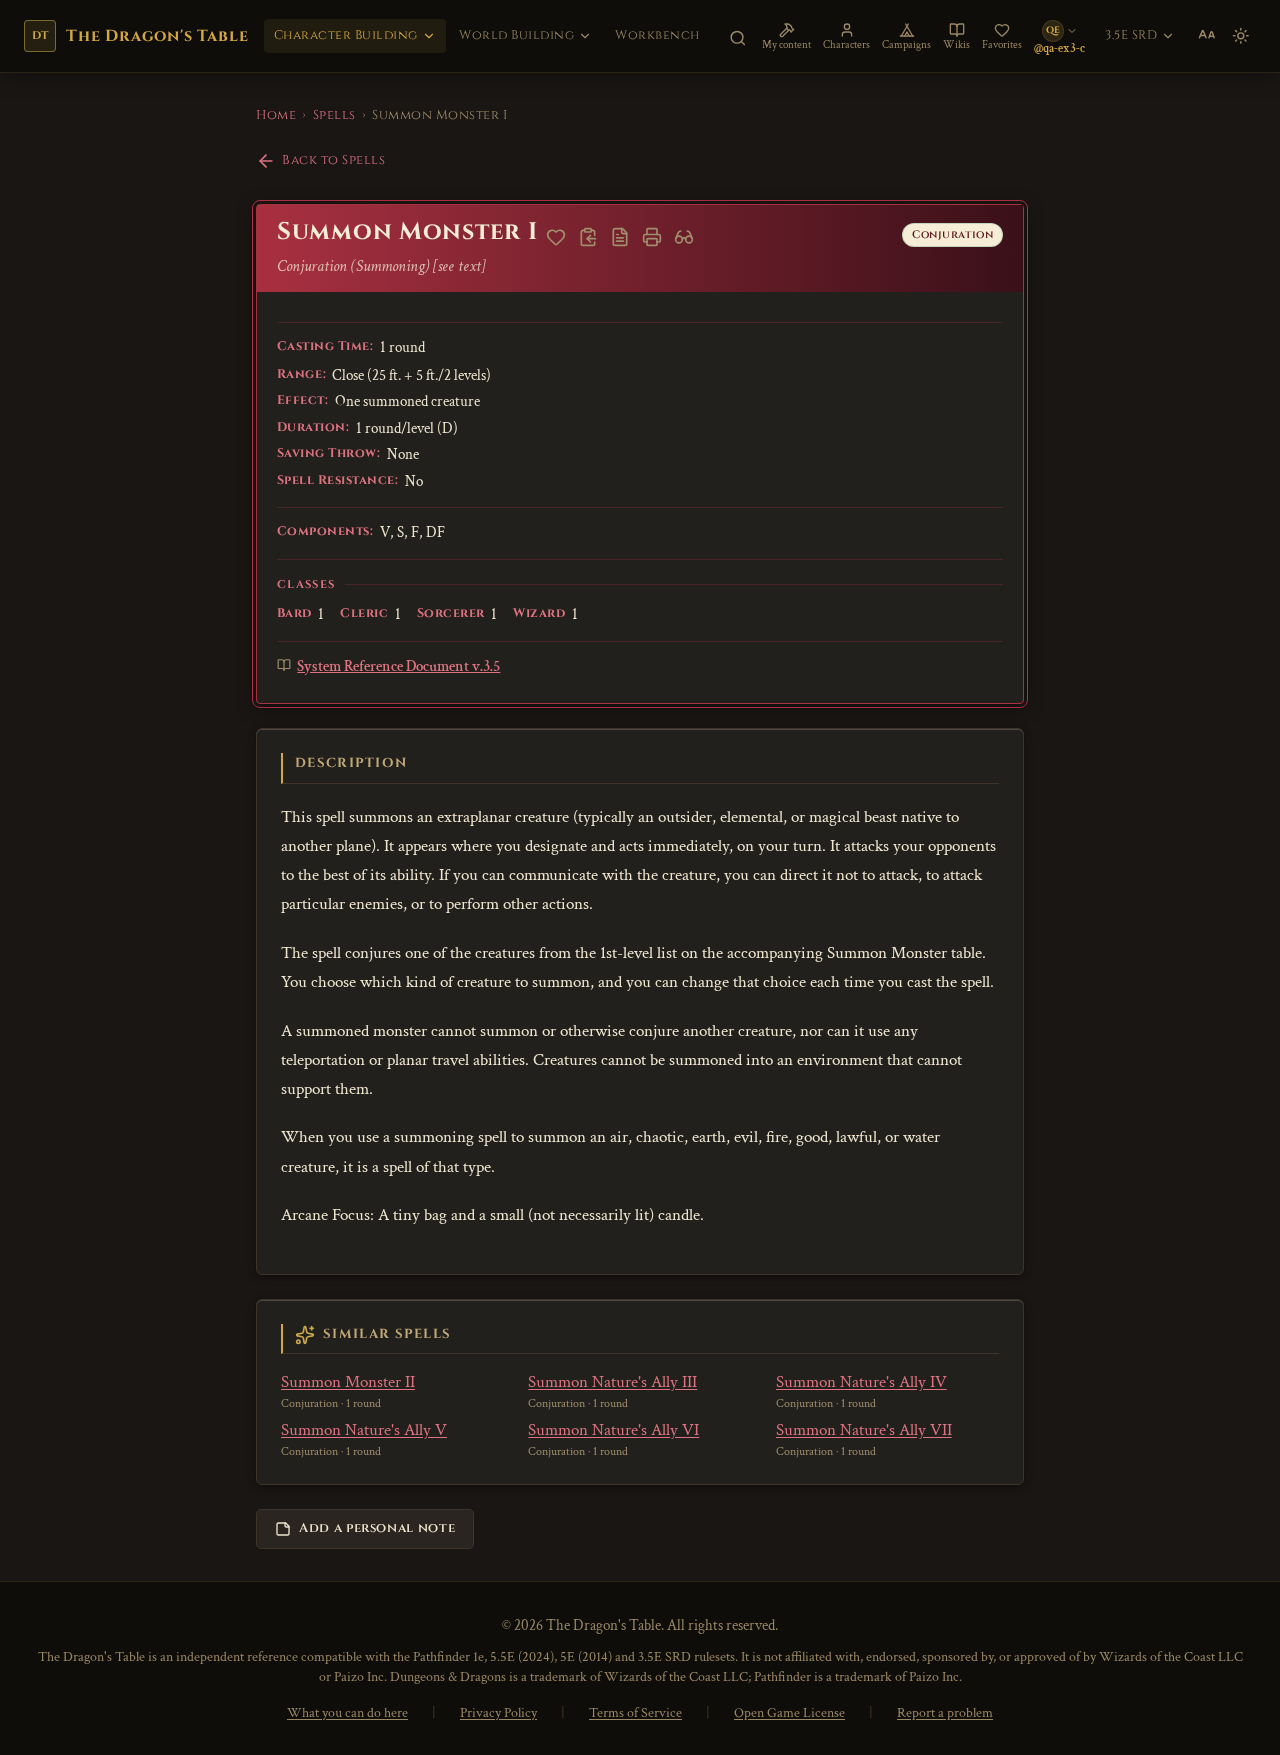 DT The Dragon's Table Character Building World Building Workbench My content Characters Campaigns Wikis Favorites QE @qa-ex3-c 3.5E SRD AA
Home › Spells › Summon Monster I
Back to Spells
Summon Monster I
Conjuration
Conjuration (Summoning) [see text]
Casting Time: 1 round
Range: Close (25 ft. + 5 ft./2 levels)
Effect: One summoned creature
Duration: 1 round/level (D)
Saving Throw: None
Spell Resistance: No
Components: V, S, F, DF
Classes
Bard 1 Cleric 1 Sorcerer 1 Wizard 1
System Reference Document v.3.5
Description
This spell summons an extraplanar creature (typically an outsider, elemental, or magical beast native to
another plane). It appears where you designate and acts immediately, on your turn. It attacks your opponents
to the best of its ability. If you can communicate with the creature, you can direct it not to attack, to attack
particular enemies, or to perform other actions.
The spell conjures one of the creatures from the 1st-level list on the accompanying Summon Monster table.
You choose which kind of creature to summon, and you can change that choice each time you cast the spell.
A summoned monster cannot summon or otherwise conjure another creature, nor can it use any
teleportation or planar travel abilities. Creatures cannot be summoned into an environment that cannot
support them.
When you use a summoning spell to summon an air, chaotic, earth, evil, fire, good, lawful, or water
creature, it is a spell of that type.
Arcane Focus: A tiny bag and a small (not necessarily lit) candle.
Similar Spells
Summon Monster II Summon Nature's Ally III Summon Nature's Ally IV
Conjuration · 1 round Conjuration · 1 round Conjuration · 1 round
Summon Nature's Ally V Summon Nature's Ally VI Summon Nature's Ally VII
Conjuration · 1 round Conjuration · 1 round Conjuration · 1 round
Add a personal note
© 2026 The Dragon's Table. All rights reserved.
The Dragon's Table is an independent reference compatible with the Pathfinder 1e, 5.5E (2024), 5E (2014) and 3.5E SRD rulesets. It is not affiliated with, endorsed, sponsored by, or approved of by Wizards of the Coast LLC
or Paizo Inc. Dungeons & Dragons is a trademark of Wizards of the Coast LLC; Pathfinder is a trademark of Paizo Inc.
What you can do here | Privacy Policy | Terms of Service | Open Game License | Report a problem